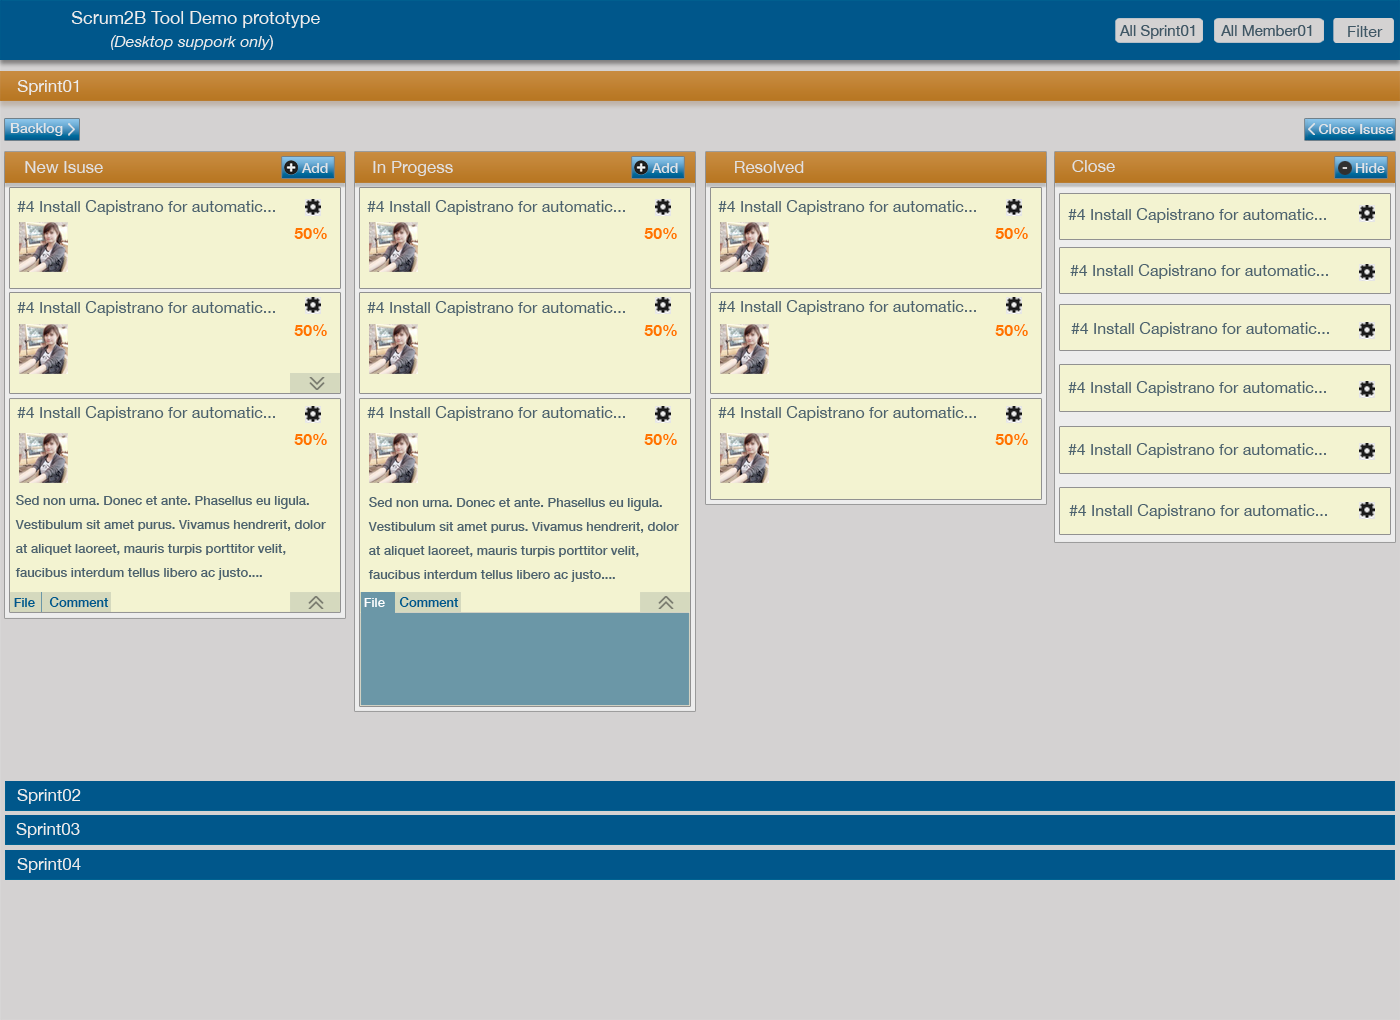 Scrum2B Tool Demo prototype
(Desktop suppork only)
All Sprint01
All Member01
Filter
Sprint01
Backlog
Close Isuse
New Isuse
Add
#4 Install Capistrano for automatic...
50%
#4 Install Capistrano for automatic...
50%
#4 Install Capistrano for automatic...
50%
Sed non urna. Donec et ante. Phasellus eu ligula.
Vestibulum sit amet purus. Vivamus hendrerit, dolor
at aliquet laoreet, mauris turpis porttitor velit,
faucibus interdum tellus libero ac justo....
File
Comment
In Progess
Add
#4 Install Capistrano for automatic...
50%
#4 Install Capistrano for automatic...
50%
#4 Install Capistrano for automatic...
50%
Sed non urna. Donec et ante. Phasellus eu ligula.
Vestibulum sit amet purus. Vivamus hendrerit, dolor
at aliquet laoreet, mauris turpis porttitor velit,
faucibus interdum tellus libero ac justo....
File
Comment
Resolved
#4 Install Capistrano for automatic...
50%
#4 Install Capistrano for automatic...
50%
#4 Install Capistrano for automatic...
50%
Close
Hide
#4 Install Capistrano for automatic...
#4 Install Capistrano for automatic...
#4 Install Capistrano for automatic...
#4 Install Capistrano for automatic...
#4 Install Capistrano for automatic...
#4 Install Capistrano for automatic...
Sprint02
Sprint03
Sprint04